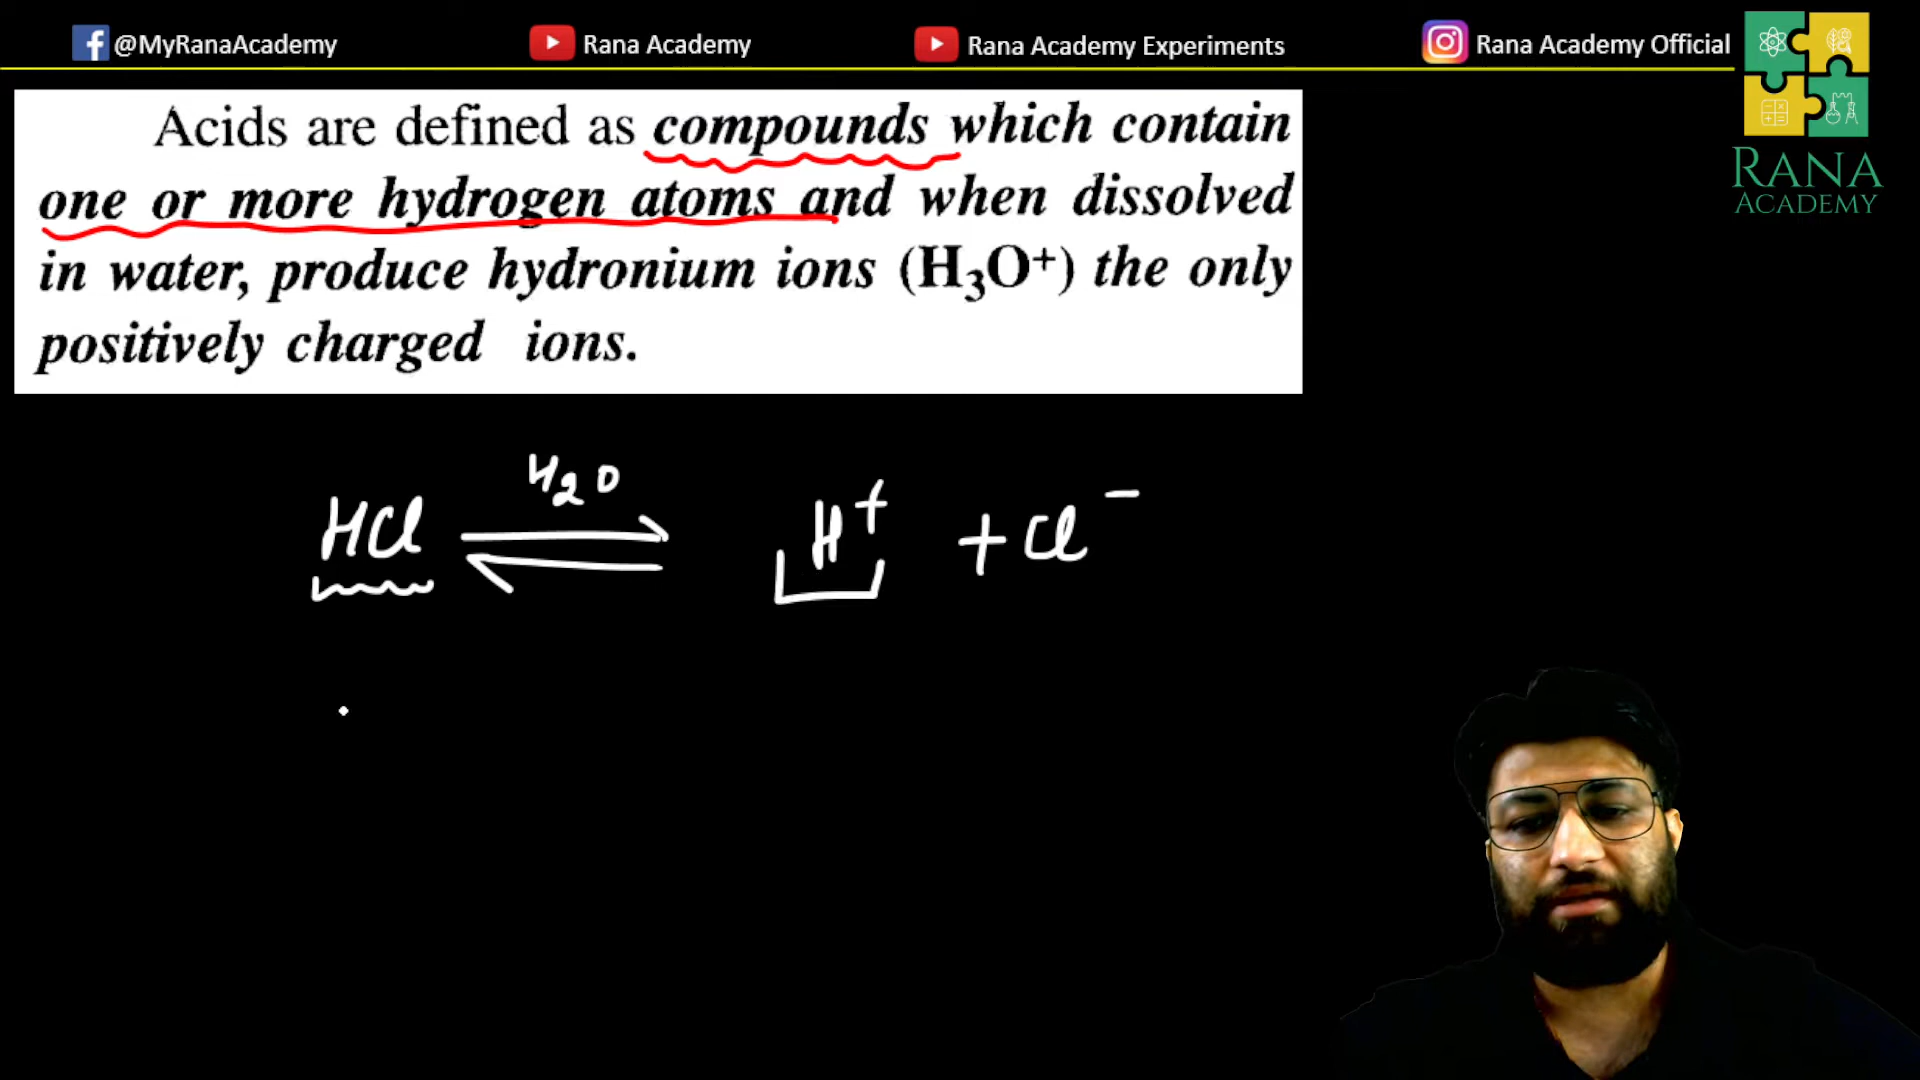 @MyRanaAcademy
Rana Academy
Rana Academy Experiments
Rana Academy Official
RANA
ACADEMY
Acids are defined as compounds which contain
one or more hydrogen atoms and when dissolved
in water, produce hydronium ions (H₃O⁺) the only
positively charged ions.
H₂O
HCl ⇌ H⁺ + Cl⁻